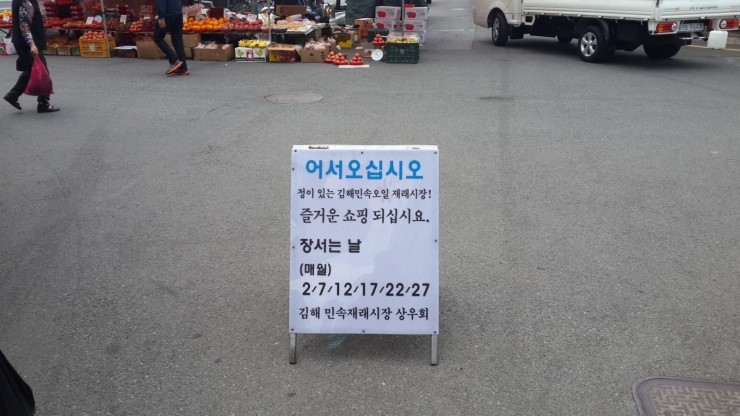 어서오십시오
정이 있는 김해민속오일 재래시장!
즐거운 쇼핑 되십시요.
장서는 날
(매월)
2/7/12/17/22/27
김해 민속재래시장 상우회